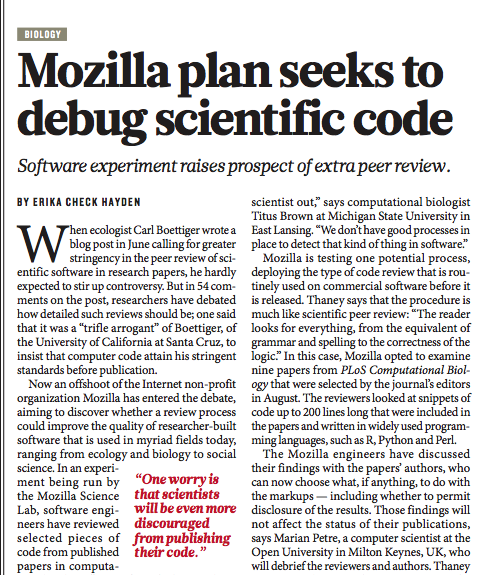 BIOLOGY
Mozilla plan seeks to
debug scientific code
Software experiment raises prospect of extra peer review.
BY ERIKA CHECK HAYDEN
When ecologist Carl Boettiger wrote a
blog post in June calling for greater
stringency in the peer review of sci-
entific software in research papers, he hardly
expected to stir up controversy. But in 54 com-
ments on the post, researchers have debated
how detailed such reviews should be; one said
that it was a “trifle arrogant” of Boettiger, of
the University of California at Santa Cruz, to
insist that computer code attain his stringent
standards before publication.
Now an offshoot of the Internet non-profit
organization Mozilla has entered the debate,
aiming to discover whether a review process
could improve the quality of researcher-built
software that is used in myriad fields today,
ranging from ecology and biology to social
science. In an experi-
ment being run by
the Mozilla Science
Lab, software engi-
neers have reviewed
selected pieces of
code from published
papers in computa-
“One worry is
that scientists
will be even more
discouraged
from publishing
their code.”
scientist out,” says computational biologist
Titus Brown at Michigan State University in
East Lansing. “We don’t have good processes in
place to detect that kind of thing in software.”
Mozilla is testing one potential process,
deploying the type of code review that is rou-
tinely used on commercial software before it
is released. Thaney says that the procedure is
much like scientific peer review: “The reader
looks for everything, from the equivalent of
grammar and spelling to the correctness of the
logic.” In this case, Mozilla opted to examine
nine papers from PLoS Computational Biol-
ogy that were selected by the journal’s editors
in August. The reviewers looked at snippets of
code up to 200 lines long that were included in
the papers and written in widely used program-
ming languages, such as R, Python and Perl.
The Mozilla engineers have discussed
their findings with the papers’ authors, who
can now choose what, if anything, to do with
the markups — including whether to permit
disclosure of the results. Those findings will
not affect the status of their publications,
says Marian Petre, a computer scientist at the
Open University in Milton Keynes, UK, who
will debrief the reviewers and authors. Thaney